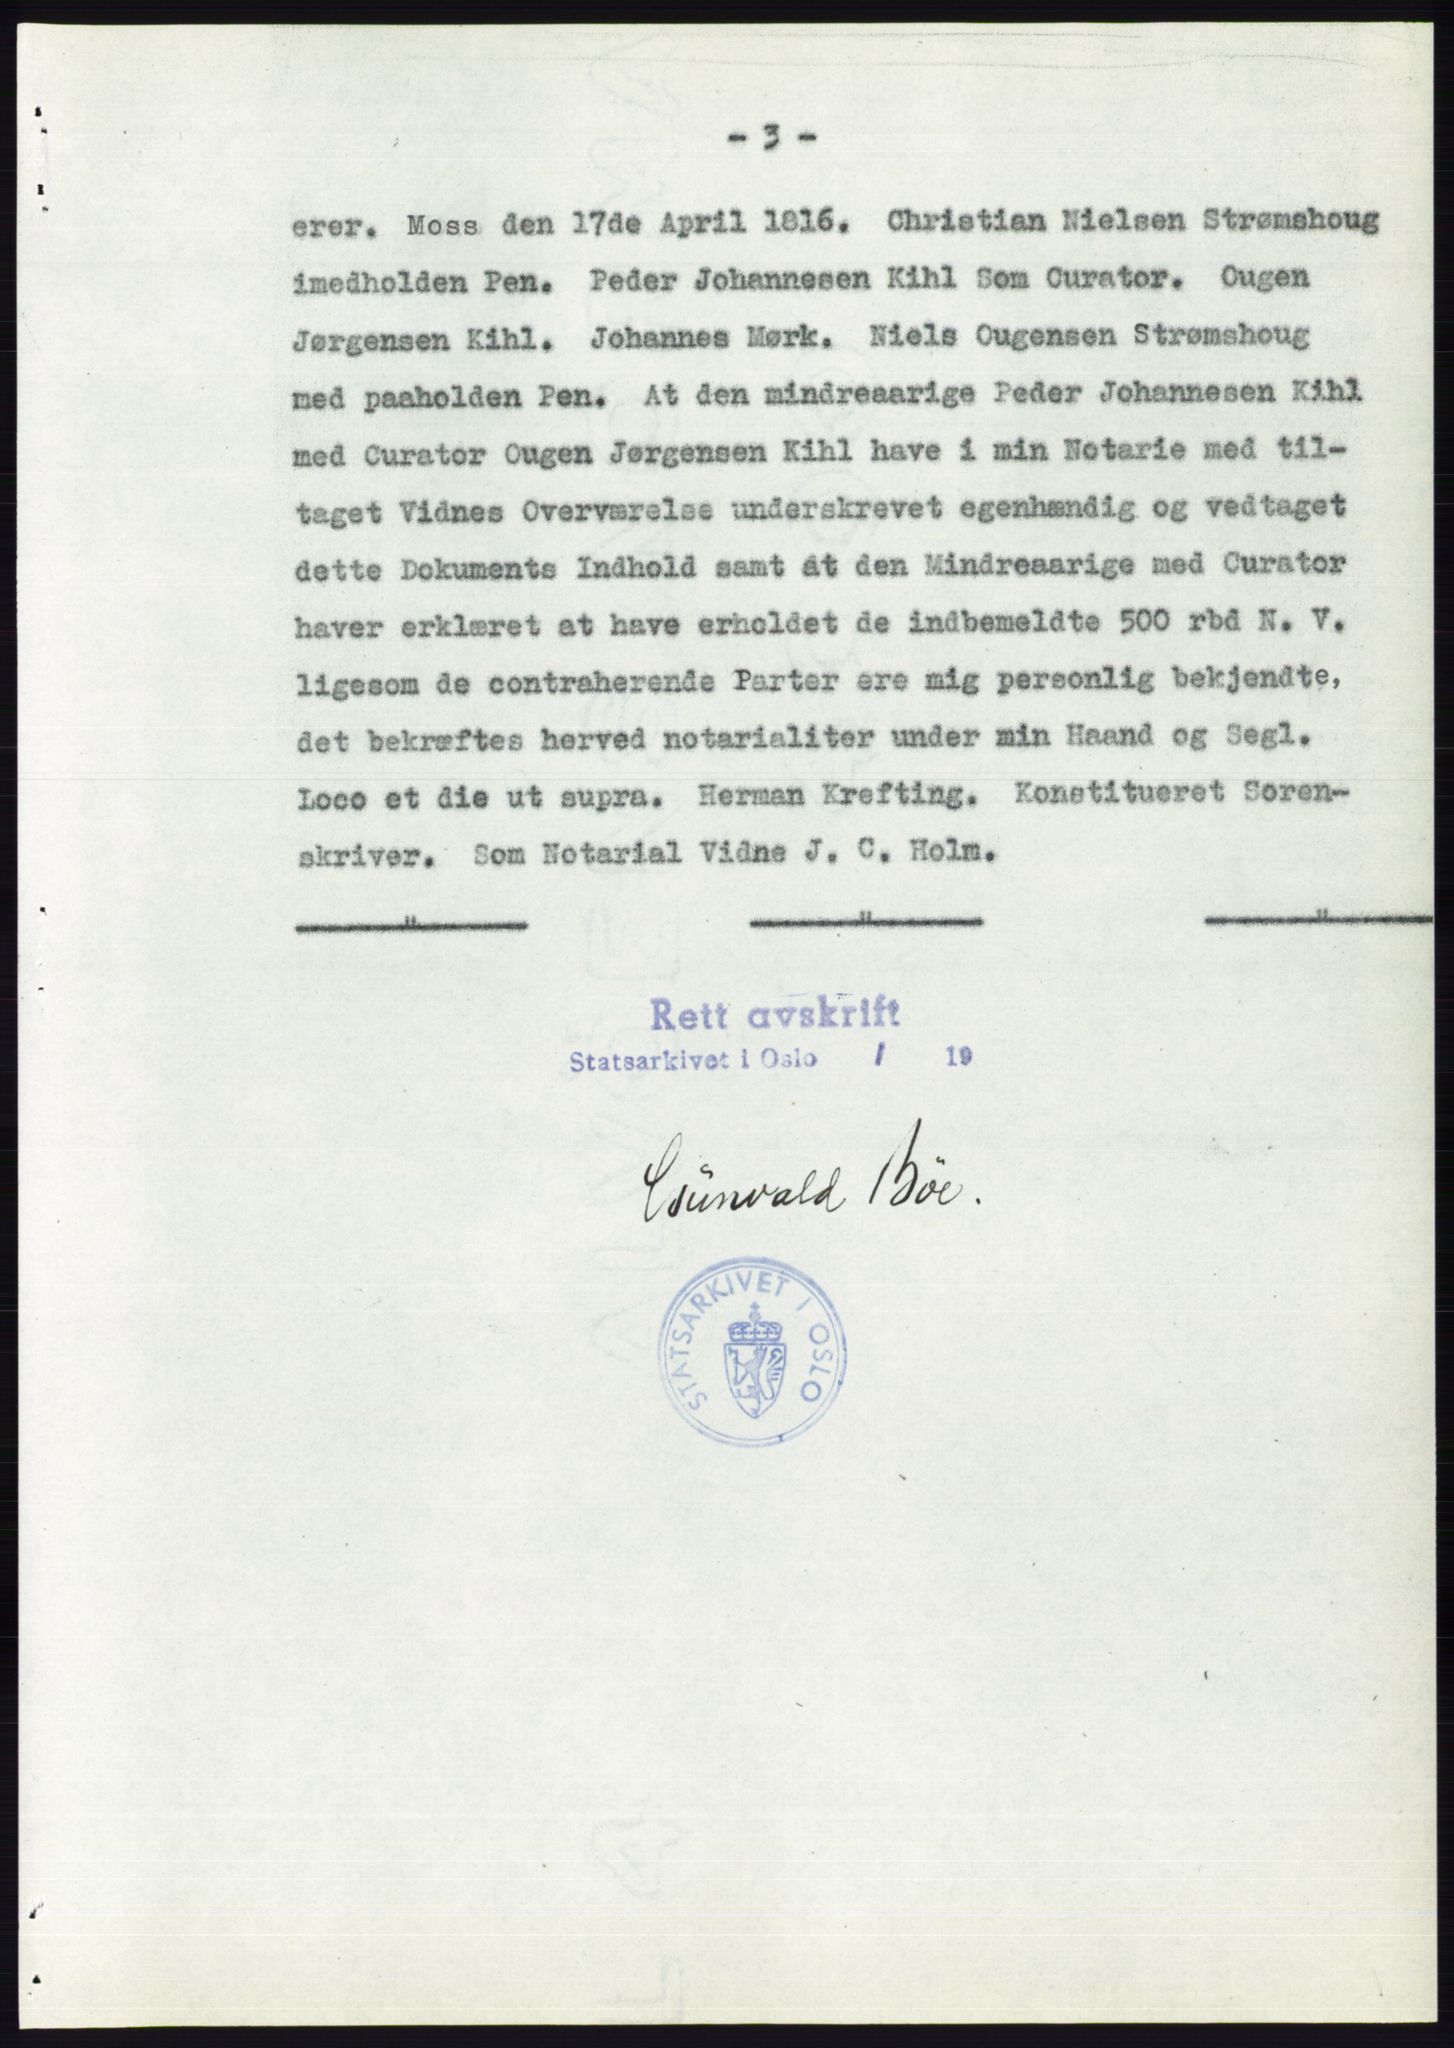 - 3 -
erer. Moss den 17de April 1816. Christian Nielsen Strømshoug
imedholden Pen. Peder Johannesen Kihl Som Curator. Ougen
Jørgensen Kihl. Johannes Mørk. Niels Ougensen Strømshoug
med paaholden Pen. At den mindreaarige Peder Johannesen Kihl
med Curator Ougen Jørgensen Kihl have i min Notarie med til-
taget Vidnes Overværelse underskrevet egenhændig og vedtaget
dette Dokuments Indhold samt at den Mindreaarige med Curator
haver erklæret at have erholdet de indbemeldte 500 rbd N. V.
ligesom de contraherende Parter ere mig personlig bekjendte,
det bekræftes herved notarialiter under min Haand og Segl.
Loco et die ut supra. Herman Krefting. Konstitueret Soren-
skriver. Som Notarial Vidne J. C. Holm.
" " "
Rett avskrift
Statsarkivet i Oslo / 19
Günvald Böe.
STATSARKIVET I OSLO